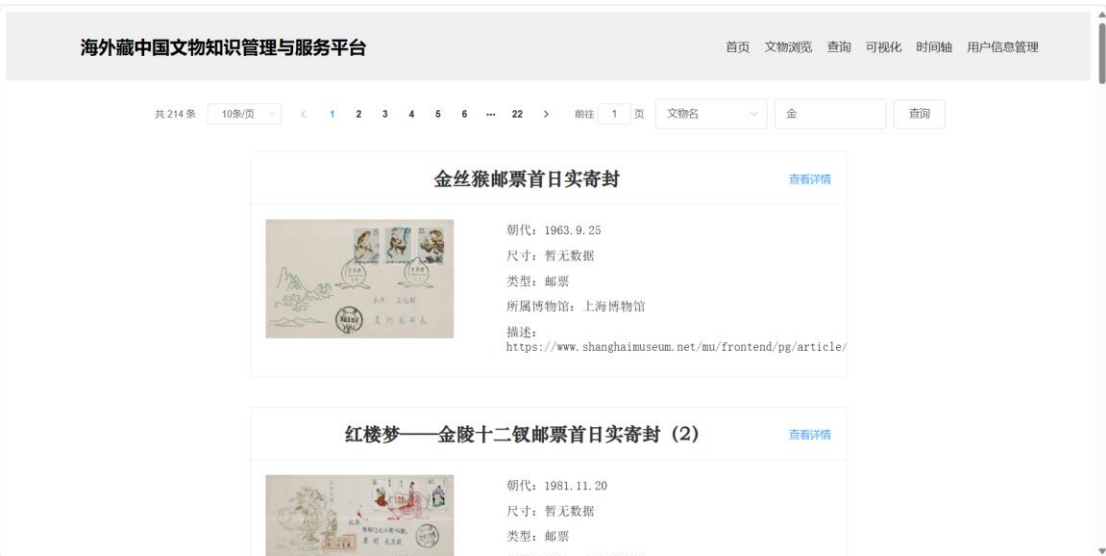 海外藏中国文物知识管理与服务平台
首页 文物浏览 查询 可视化 时间轴 用户信息管理
共 214 条 10条/页 < 1 2 3 4 5 6 ··· 22 > 前往 1 页 文物名 金 查询
金丝猴邮票首日实寄封 查看详情
朝代：1963.9.25
尺寸：暂无数据
类型：邮票
所属博物馆：上海博物馆
描述：
https://www.shanghaimuseum.net/mu/frontend/pg/article/
红楼梦——金陵十二钗邮票首日实寄封（2） 查看详情
朝代：1981.11.20
尺寸：暂无数据
类型：邮票